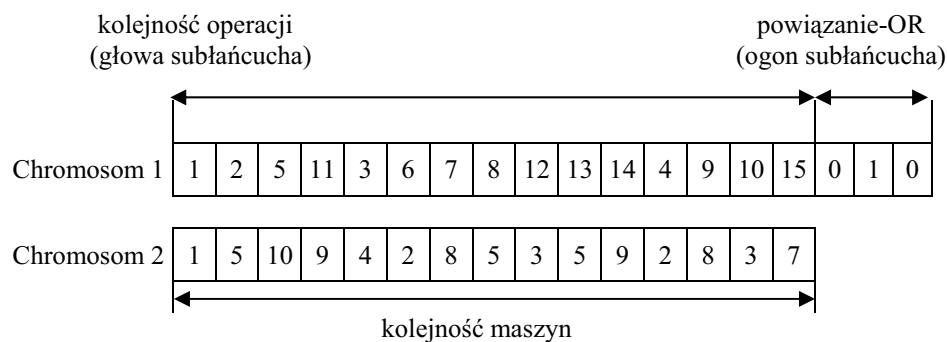 kolejność operacji
(głowa subłańcucha)
powiązanie-OR
(ogon subłańcucha)
Chromosom 1 1 2 5 11 3 6 7 8 12 13 14 4 9 10 15 0 1 0
Chromosom 2 1 5 10 9 4 2 8 5 3 5 9 2 8 3 7
kolejność maszyn